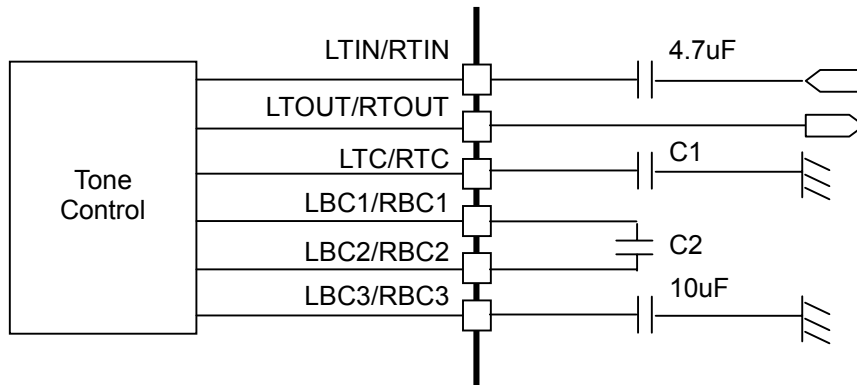 LTIN/RTIN
4.7uF
LTOUT/RTOUT
LTC/RTC
C1
Tone
Control
LBC1/RBC1
LBC2/RBC2
C2
LBC3/RBC3
10uF